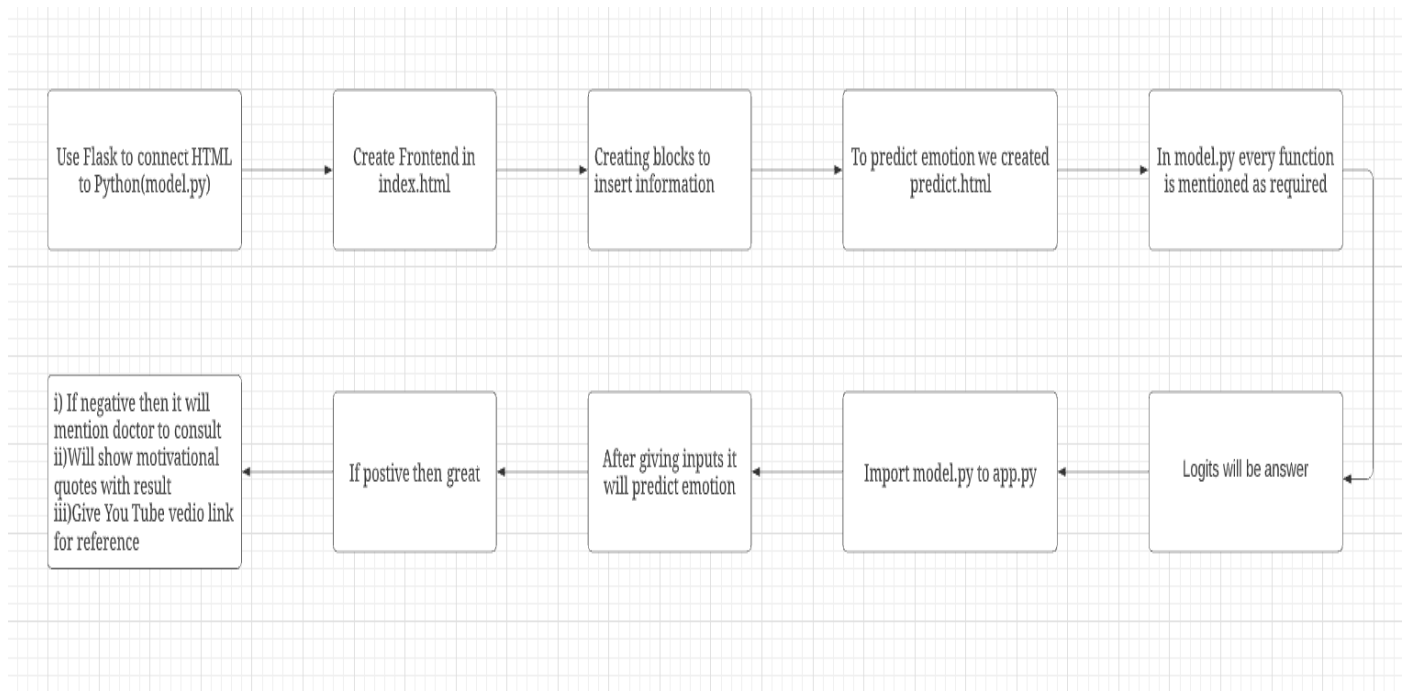 Use Flask to connect HTML
to Python(model.py)
Create Frontend in
index.html
Creating blocks to
insert information
To predict emotion we created
predict.html
In model.py every function
is mentioned as required
Logits will be answer
Import model.py to app.py
After giving inputs it
will predict emotion
If postive then great
i) If negative then it will
mention doctor to consult
ii)Will show motivational
quotes with result
iii)Give You Tube vedio link
for reference